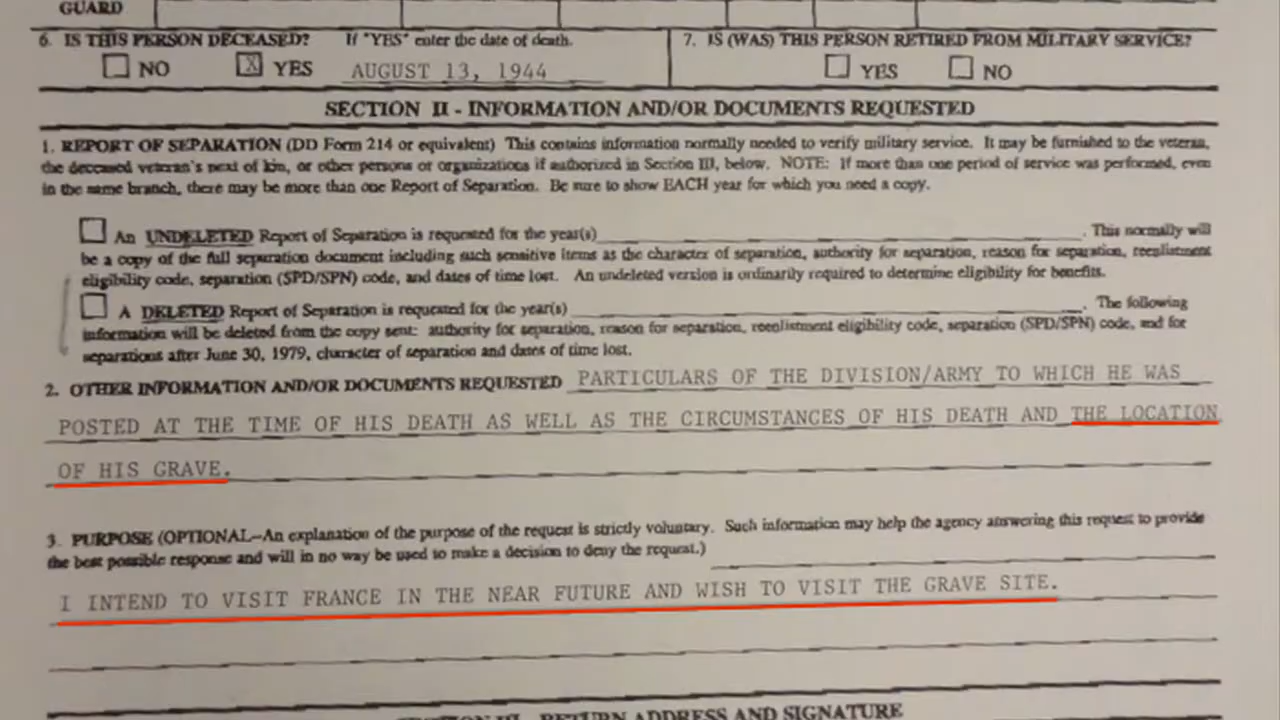 GUARD
6. IS THIS PERSON DECEASED? If "YES" enter the date of death. 7. IS (WAS) THIS PERSON RETIRED FROM MILITARY SERVICE?
NO X YES AUGUST 13, 1944 YES NO
SECTION II - INFORMATION AND/OR DOCUMENTS REQUESTED
1. REPORT OF SEPARATION (DD Form 214 or equivalent) This contains information normally needed to verify military service. It may be furnished to the veteran,
the deceased veteran's next of kin, or other persons or organizations if authorized in Section III, below. NOTE: If more than one period of service was performed, even
in the same branch, there may be more than one Report of Separation. Be sure to show EACH year for which you need a copy.
An UNDELETED Report of Separation is requested for the year(s) . This normally will
be a copy of the full separation document including such sensitive items as the character of separation, authority for separation, reason for separation, reenlistment
eligibility code, separation (SPD/SPN) code, and dates of time lost. An undeleted version is ordinarily required to determine eligibility for benefits.
A DELETED Report of Separation is requested for the year(s) . The following
information will be deleted from the copy sent: authority for separation, reason for separation, reenlistment eligibility code, separation (SPD/SPN) code, and for
separations after June 30, 1979, character of separation and dates of time lost.
2. OTHER INFORMATION AND/OR DOCUMENTS REQUESTED PARTICULARS OF THE DIVISION/ARMY TO WHICH HE WAS
POSTED AT THE TIME OF HIS DEATH AS WELL AS THE CIRCUMSTANCES OF HIS DEATH AND THE LOCATION
OF HIS GRAVE.
3. PURPOSE (OPTIONAL--An explanation of the purpose of the request is strictly voluntary. Such information may help the agency answering this request to provide
the best possible response and will in no way be used to make a decision to deny the request.)
I INTEND TO VISIT FRANCE IN THE NEAR FUTURE AND WISH TO VISIT THE GRAVE SITE.
SECTION III - RETURN ADDRESS AND SIGNATURE